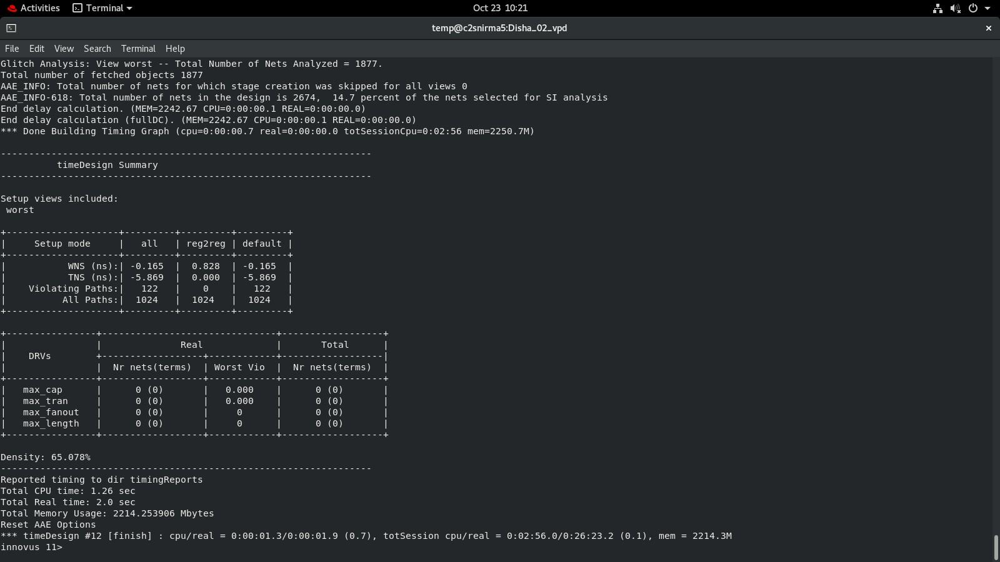 Activities Terminal Oct 23 10:21
temp@c2snirma5:Disha_02_vpd ×
File Edit View Search Terminal Help
Glitch Analysis: View worst -- Total Number of Nets Analyzed = 1877.
Total number of fetched objects 1877
AAE_INFO: Total number of nets for which stage creation was skipped for all views 0
AAE_INFO-618: Total number of nets in the design is 2674,  14.7 percent of the nets selected for SI analysis
End delay calculation. (MEM=2242.67 CPU=0:00:00.1 REAL=0:00:00.0)
End delay calculation (fullDC). (MEM=2242.67 CPU=0:00:00.1 REAL=0:00:00.0)
*** Done Building Timing Graph (cpu=0:00:00.7 real=0:00:00.0 totSessionCpu=0:02:56 mem=2250.7M)

------------------------------------------------------------------
          timeDesign Summary
------------------------------------------------------------------

Setup views included:
 worst

+--------------------+---------+---------+---------+
|     Setup mode     |   all   | reg2reg | default |
+--------------------+---------+---------+---------+
|           WNS (ns):| -0.165  |  0.828  | -0.165  |
|           TNS (ns):| -5.869  |  0.000  | -5.869  |
|    Violating Paths:|   122   |    0    |   122   |
|          All Paths:|  1024   |  1024   |  1024   |
+--------------------+---------+---------+---------+

+----------------+-------------------------------+------------------+
|                |              Real             |       Total      |
|    DRVs        +------------------+------------+------------------|
|                |  Nr nets(terms)  | Worst Vio  |  Nr nets(terms)  |
+----------------+------------------+------------+------------------+
|   max_cap      |      0 (0)       |   0.000    |      0 (0)       |
|   max_tran     |      0 (0)       |   0.000    |      0 (0)       |
|   max_fanout   |      0 (0)       |     0      |      0 (0)       |
|   max_length   |      0 (0)       |     0      |      0 (0)       |
+----------------+------------------+------------+------------------+

Density: 65.078%
------------------------------------------------------------------
Reported timing to dir timingReports
Total CPU time: 1.26 sec
Total Real time: 2.0 sec
Total Memory Usage: 2214.253906 Mbytes
Reset AAE Options
*** timeDesign #12 [finish] : cpu/real = 0:00:01.3/0:00:01.9 (0.7), totSession cpu/real = 0:02:56.0/0:26:23.2 (0.1), mem = 2214.3M
innovus 11>